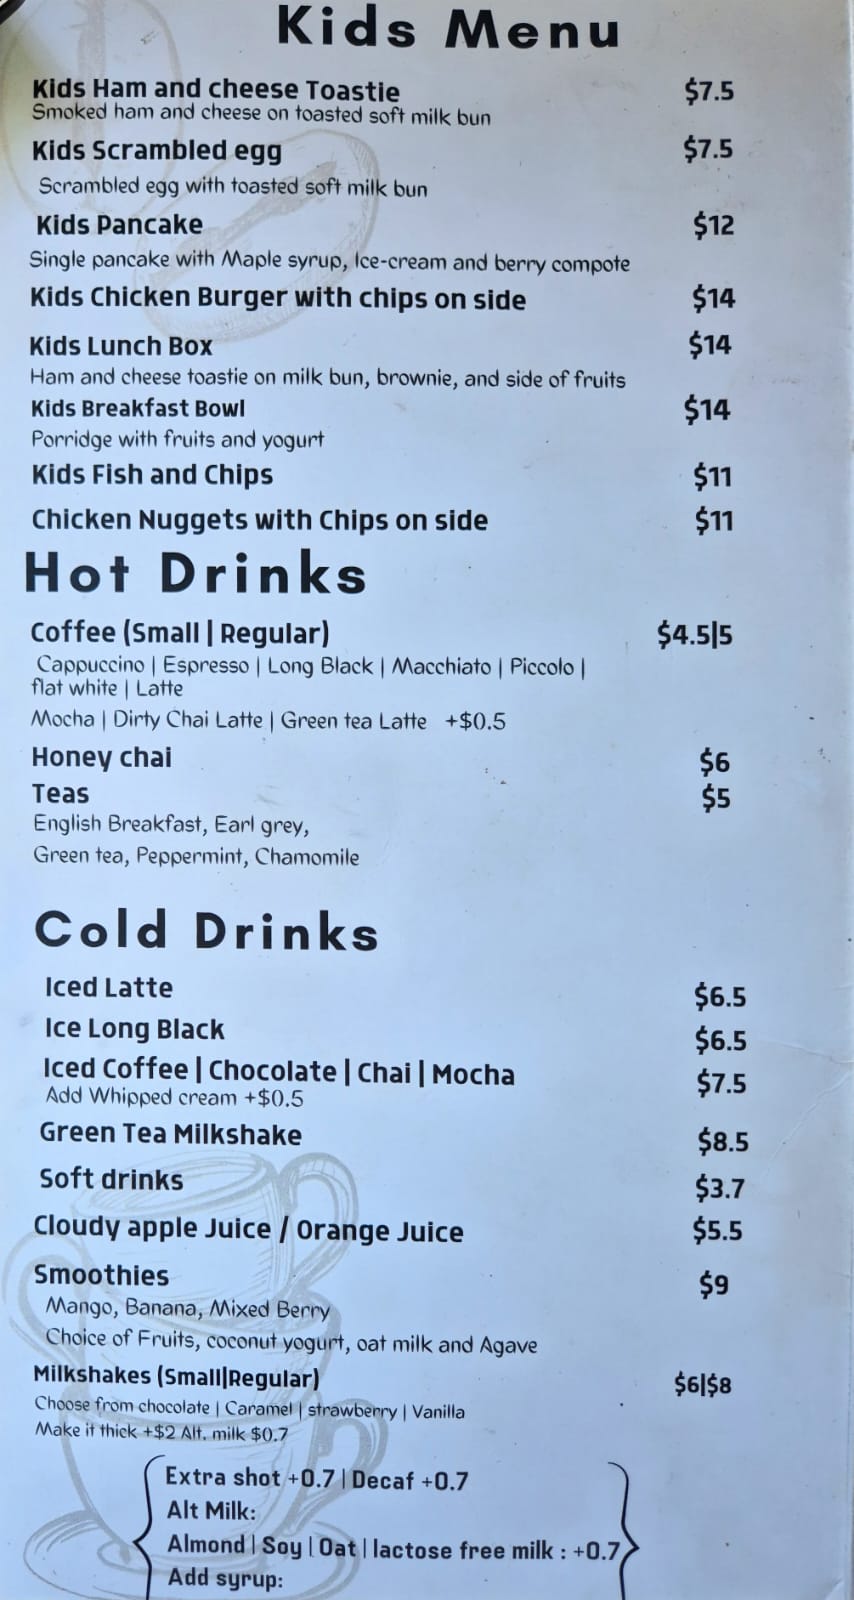 Kids Menu
Kids Ham and cheese Toastie $7.5
Smoked ham and cheese on toasted soft milk bun
Kids Scrambled egg $7.5
Scrambled egg with toasted soft milk bun
Kids Pancake $12
Single pancake with Maple syrup, Ice-cream and berry compote
Kids Chicken Burger with chips on side $14
Kids Lunch Box $14
Ham and cheese toastie on milk bun, brownie, and side of fruits
Kids Breakfast Bowl $14
Porridge with fruits and yogurt
Kids Fish and Chips $11
Chicken Nuggets with Chips on side $11
Hot Drinks
Coffee (Small | Regular) $4.5|5
Cappuccino | Espresso | Long Black | Macchiato | Piccolo |
flat white | Latte
Mocha | Dirty Chai Latte | Green tea Latte +$0.5
Honey chai $6
Teas $5
English Breakfast, Earl grey,
Green tea, Peppermint, Chamomile
Cold Drinks
Iced Latte $6.5
Ice Long Black $6.5
Iced Coffee | Chocolate | Chai | Mocha $7.5
Add Whipped cream +$0.5
Green Tea Milkshake $8.5
Soft drinks $3.7
Cloudy apple Juice / Orange Juice $5.5
Smoothies $9
Mango, Banana, Mixed Berry
Choice of Fruits, coconut yogurt, oat milk and Agave
Milkshakes (Small|Regular) $6|$8
Choose from chocolate | Caramel | strawberry | Vanilla
Make it thick +$2 Alt. milk $0.7
Extra shot +0.7 | Decaf +0.7
Alt Milk:
Almond | Soy | Oat | lactose free milk : +0.7
Add syrup: